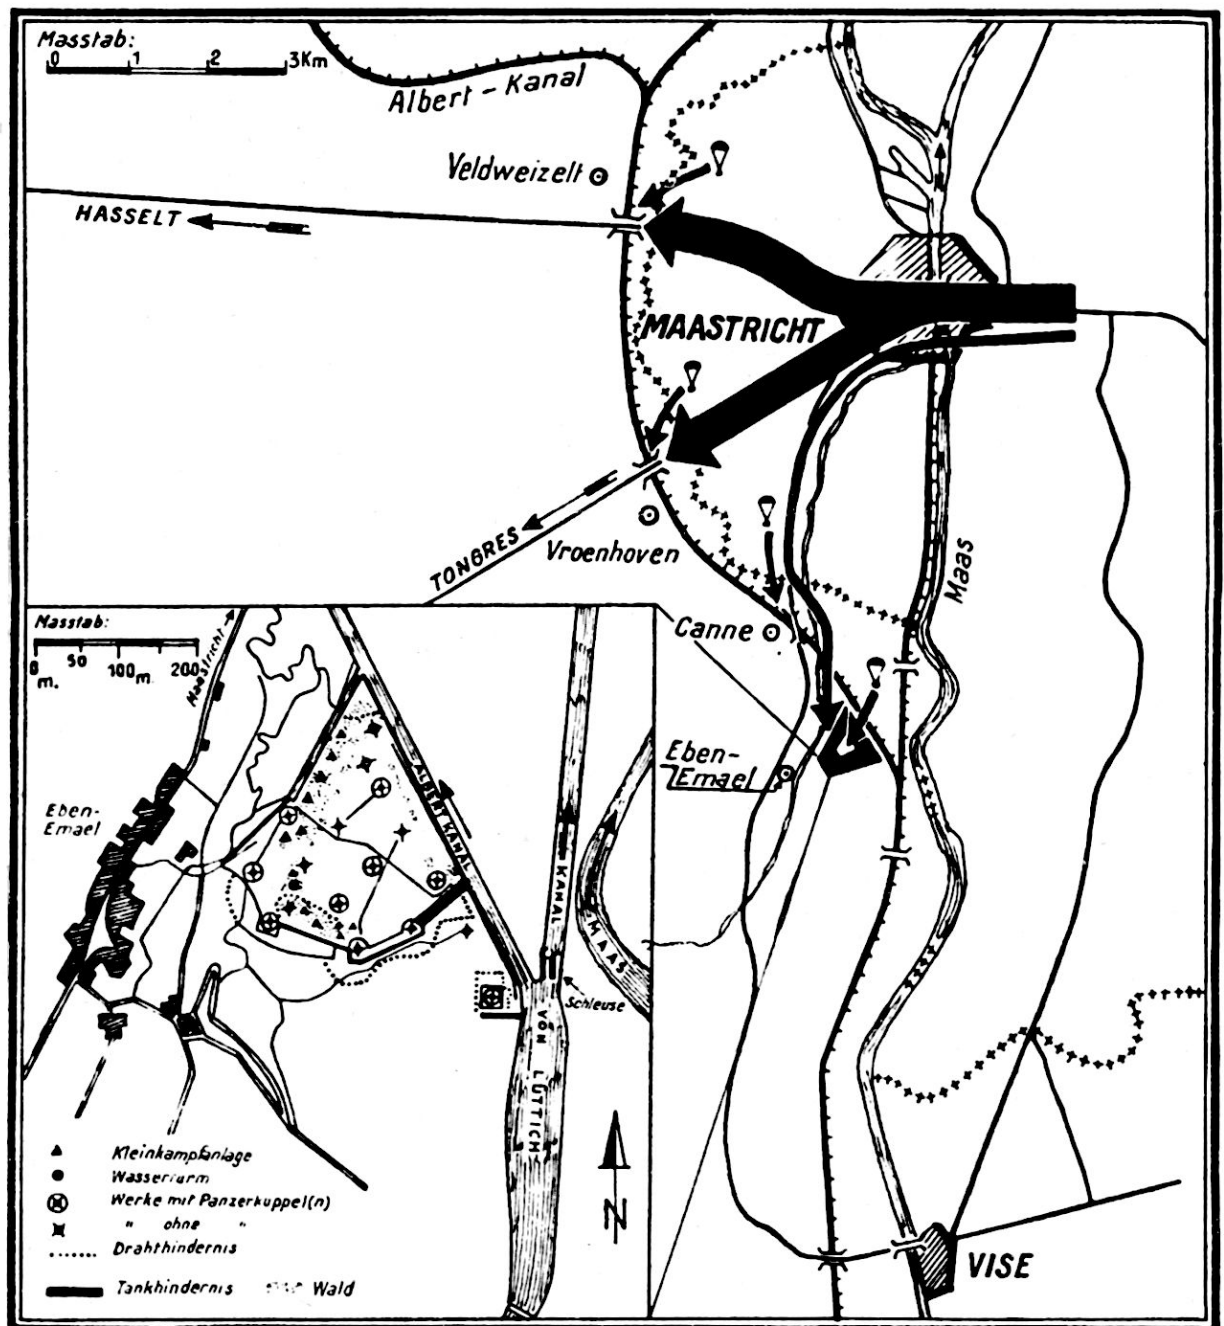 Masstab:
0 1 2 3Km
Albert-Kanal
Veldweizelt
HASSELT
MAASTRICHT
TONGRES
Vroenhoven
Maas
Canne
Eben-
Emael
VISE
Masstab:
0 50 100 200
m. m.
Maastricht
Eben-
Emael
ALBERT KANAL
KANAL
VON LÜTTICH
MAAS
Schleuse
N
Kleinkampfanlage
Wasserturm
Werke mit Panzerkuppel(n)
" ohne "
Drahthindernis
Tankhindernis Wald